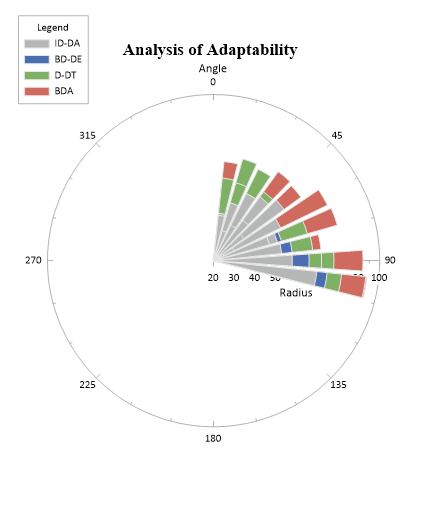 Legend
ID-DA
BD-DE
D-DT
BDA
Analysis of Adaptability
Angle
0
315
45
270
90
20 30 40 50 100
Radius
225
135
180